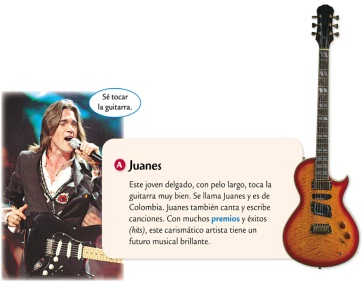 Sé tocar
la guitarra.
A Juanes
Este joven delgado, con pelo largo, toca la
guitarra muy bien. Se llama Juanes y es de
Colombia. Juanes también canta y escribe
canciones. Con muchos premios y éxitos
(hits), este carismático artista tiene un
futuro musical brillante.